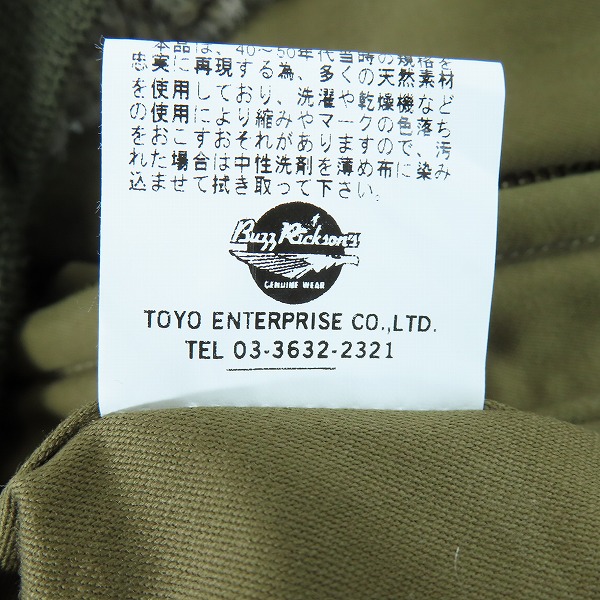 本品は、40〜50年代当時の規格を
忠実に再現する為、多くの天然素材
を使用しており、洗濯や乾燥機など
の使用により縮みやマークの色落ち
をおこすおそれがありますので、汚
れた場合は中性洗剤を薄め布に染み
込ませて拭き取って下さい。
Buzz Rickson's
GENUINE WEAR
TOYO ENTERPRISE CO.,LTD.
TEL 03-3632-2321